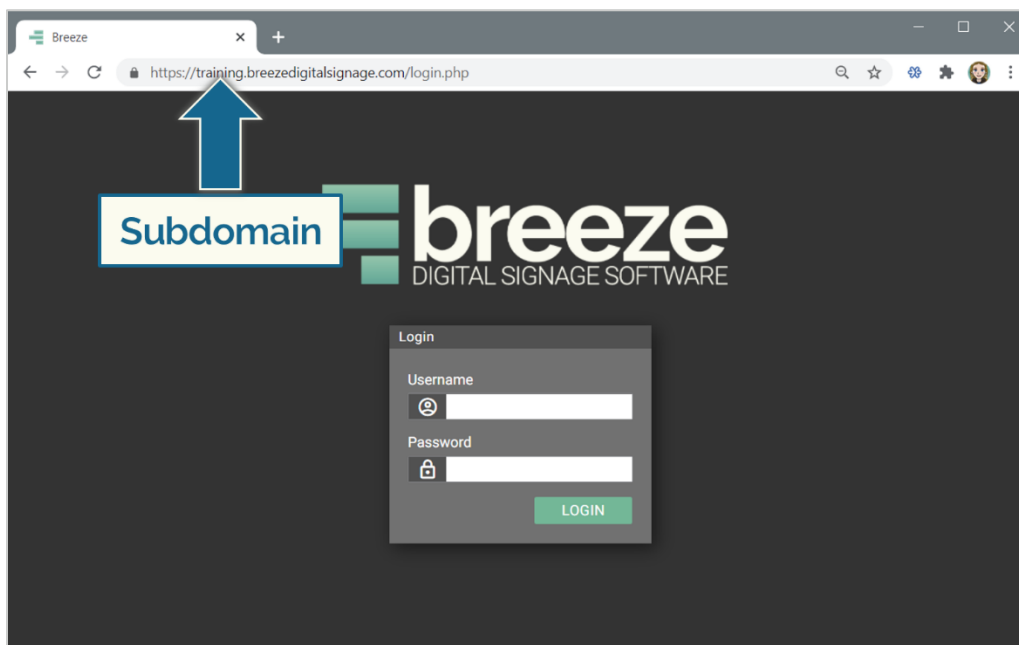 Breeze
https://training.breezedigitalsignage.com/login.php
Subdomain
breeze
DIGITAL SIGNAGE SOFTWARE
Login
Username
Password
LOGIN